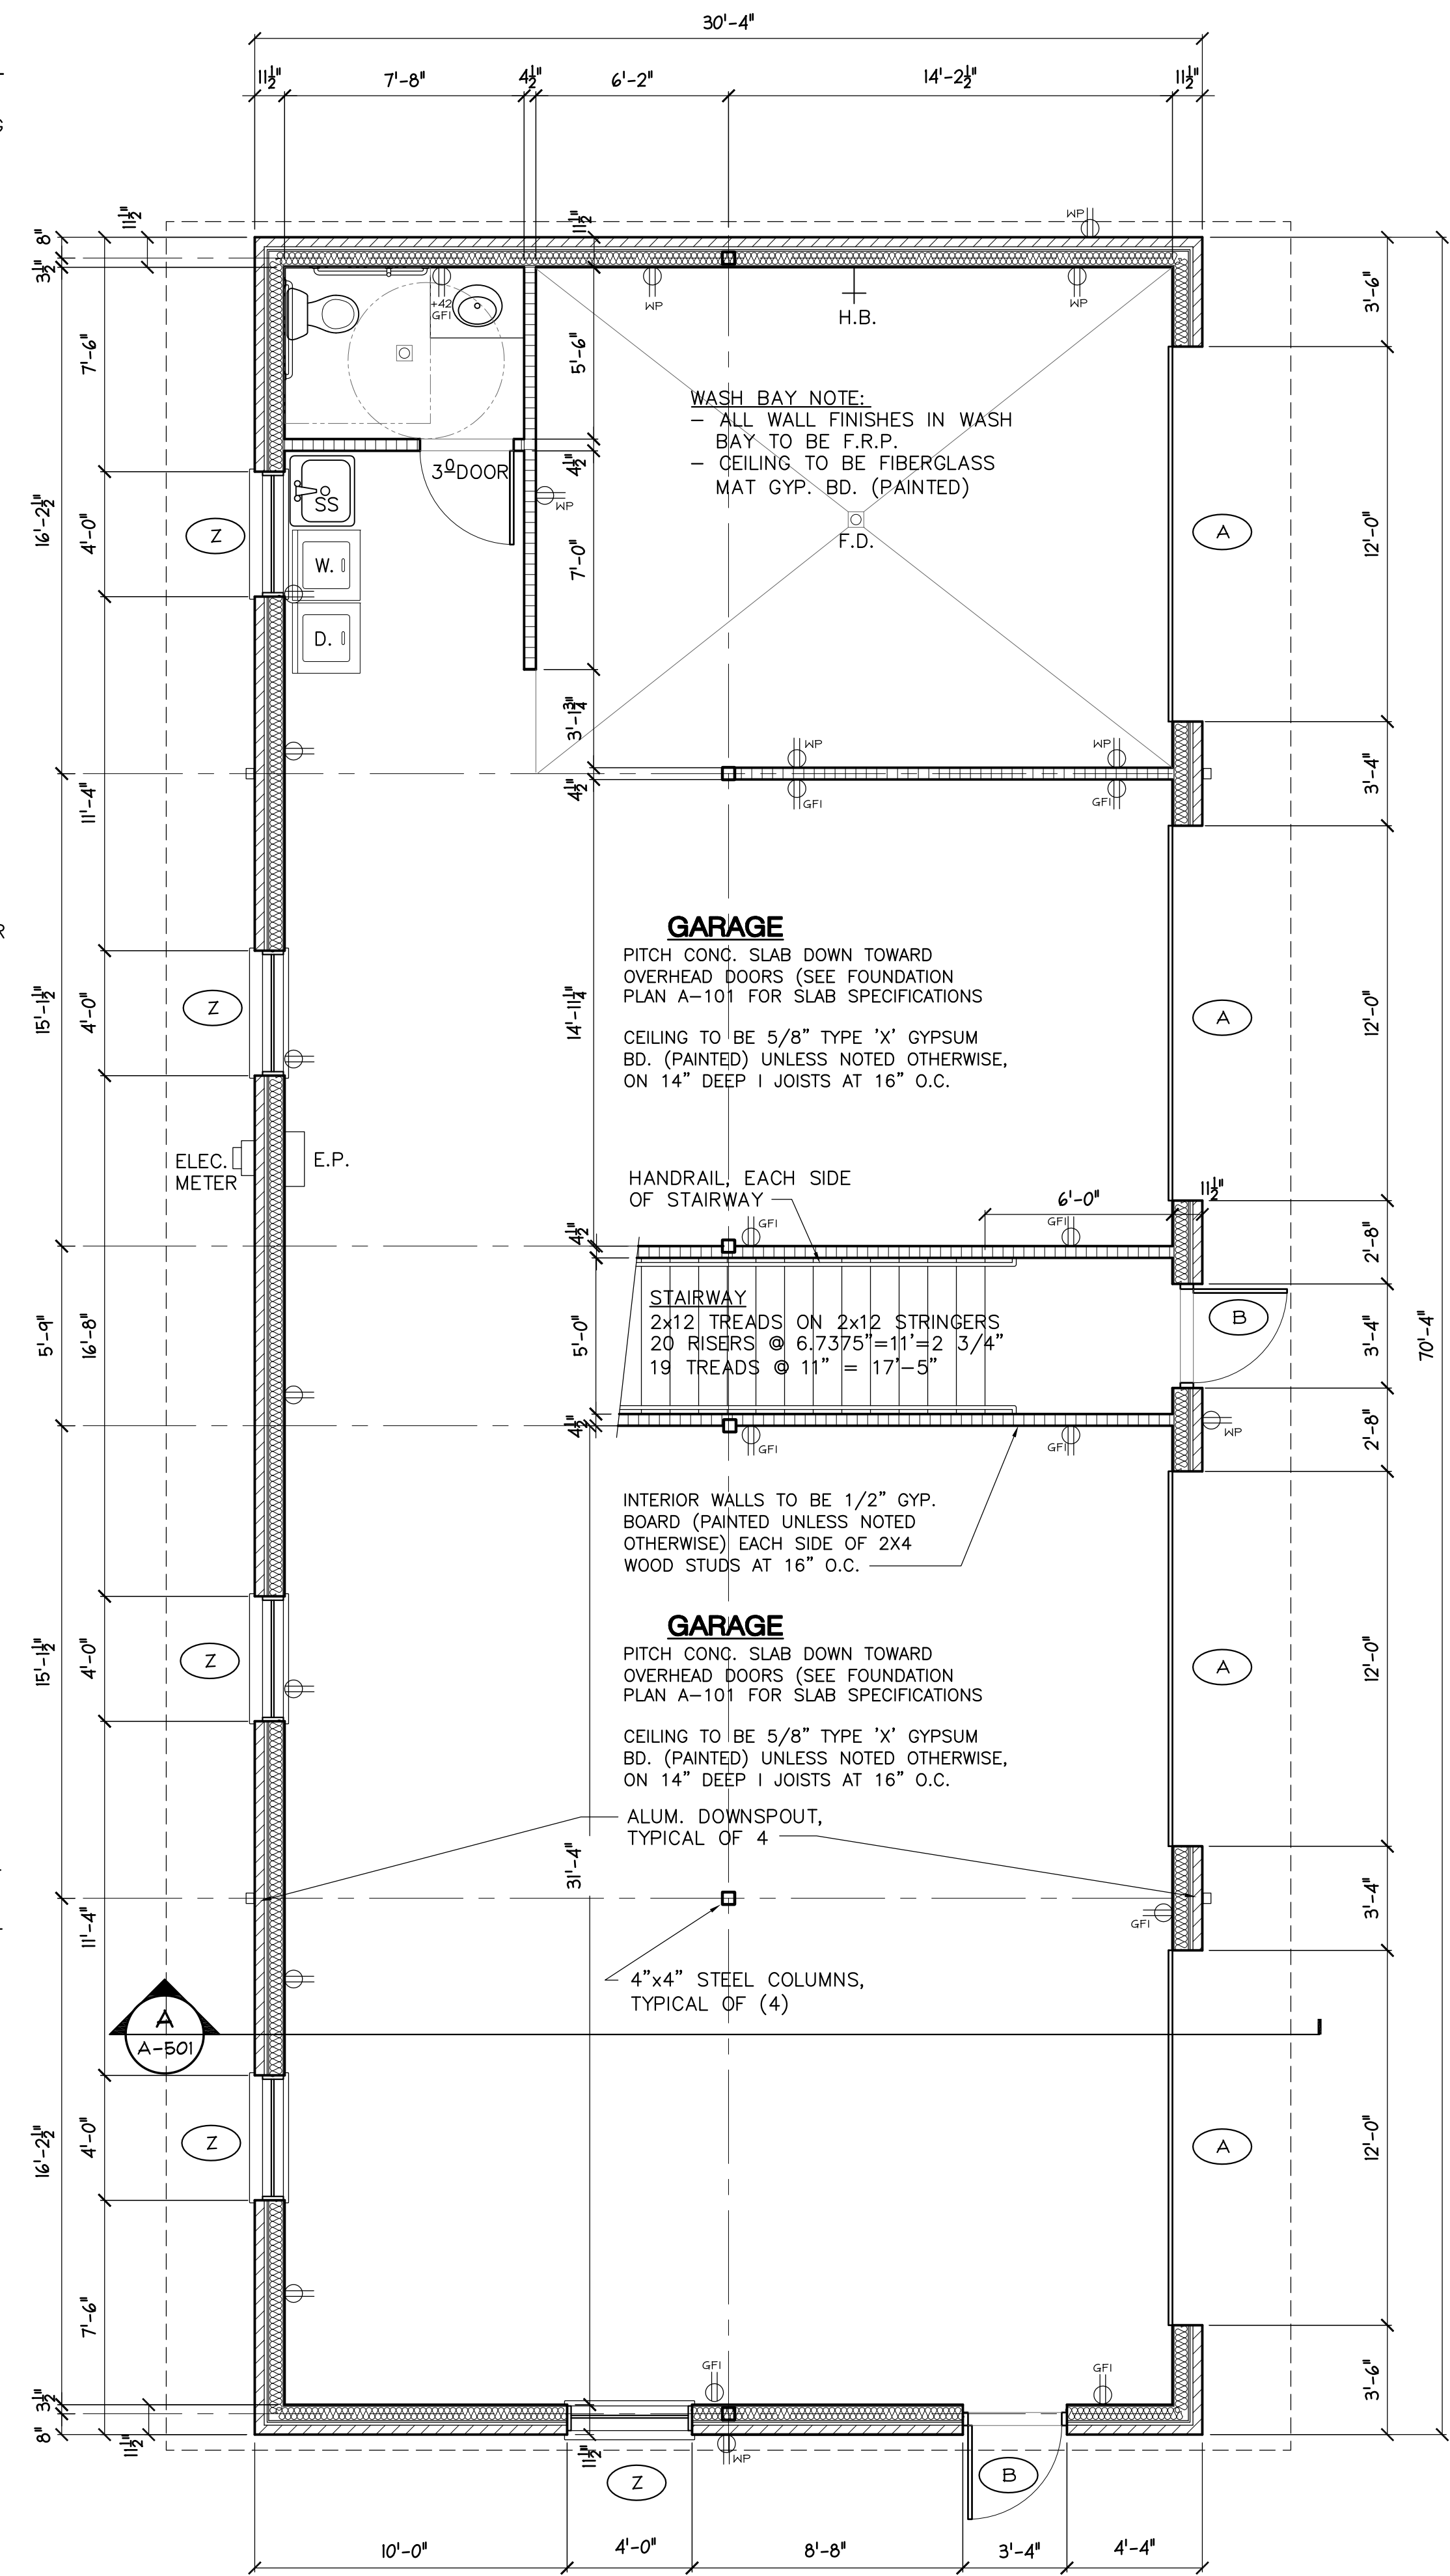 30'-4"
11½" 7'-8" 4½" 6'-2" 14'-2½" 11½"
8"
3½"
16'-2½"
15'-1½"
5'-9"
15'-1½"
16'-2½"
3½"
8"
11½"
7'-6"
4'-0"
11'-4"
4'-0"
16'-8"
4'-0"
11'-4"
4'-0"
7'-6"
11½"
11½"
5'-6"
4½"
7'-0"
3'-1¾"
4½"
14'-11¼"
4½"
5'-0"
4½"
31'-4"
11½"
WP
+42
GFI
WP
H.B.
WP
WASH BAY NOTE:
- ALL WALL FINISHES IN WASH
BAY TO BE F.R.P.
- CEILING TO BE FIBERGLASS
MAT GYP. BD. (PAINTED)
3⁰DOOR
SS
WP
F.D.
W.
D.
Z
A
WP WP
GFI GFI
GARAGE
PITCH CONC. SLAB DOWN TOWARD
OVERHEAD DOORS (SEE FOUNDATION
PLAN A-101 FOR SLAB SPECIFICATIONS
CEILING TO BE 5/8" TYPE 'X' GYPSUM
BD. (PAINTED) UNLESS NOTED OTHERWISE,
ON 14" DEEP I JOISTS AT 16" O.C.
Z
A
ELEC.
METER
E.P.
HANDRAIL, EACH SIDE
OF STAIRWAY
6'-0" 11½"
GFI GFI
STAIRWAY
2x12 TREADS ON 2x12 STRINGERS
20 RISERS @ 6.7375"=11'=2 3/4"
19 TREADS @ 11" = 17'-5"
B
GFI GFI
WP
INTERIOR WALLS TO BE 1/2" GYP.
BOARD (PAINTED UNLESS NOTED
OTHERWISE) EACH SIDE OF 2X4
WOOD STUDS AT 16" O.C.
GARAGE
PITCH CONC. SLAB DOWN TOWARD
OVERHEAD DOORS (SEE FOUNDATION
PLAN A-101 FOR SLAB SPECIFICATIONS
CEILING TO BE 5/8" TYPE 'X' GYPSUM
BD. (PAINTED) UNLESS NOTED OTHERWISE,
ON 14" DEEP I JOISTS AT 16" O.C.
Z
A
ALUM. DOWNSPOUT,
TYPICAL OF 4
GFI
4"x4" STEEL COLUMNS,
TYPICAL OF (4)
A
A-501
Z
A
GFI
GFI
WP
Z
B
3'-6"
12'-0"
3'-4"
12'-0"
2'-8"
3'-4"
2'-8"
12'-0"
3'-4"
12'-0"
3'-6"
70'-4"
10'-0" 4'-0" 8'-8" 3'-4" 4'-4"